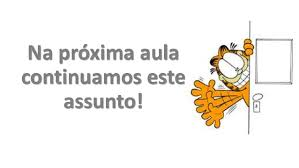 Na próxima aula
continuamos este
assunto!